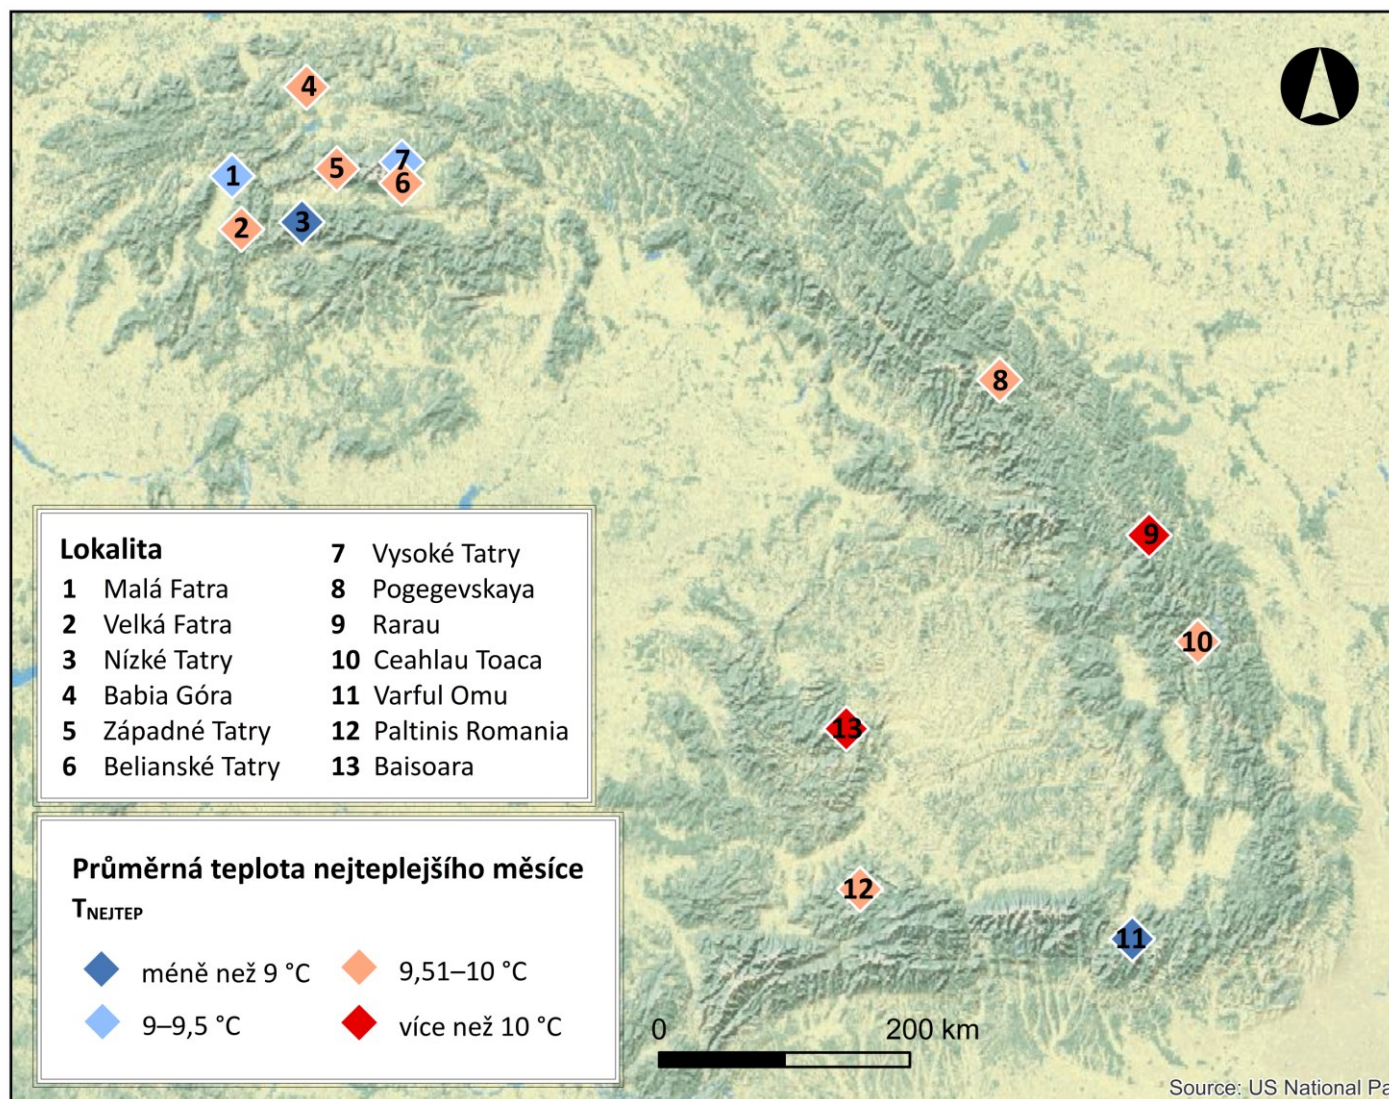 4
7
5
1
6
3
2
8
9
10
13
12
11
Lokalita
1 Malá Fatra
2 Velká Fatra
3 Nízké Tatry
4 Babia Góra
5 Západné Tatry
6 Belianské Tatry
7 Vysoké Tatry
8 Pogegevskaya
9 Rarau
10 Ceahlau Toaca
11 Varful Omu
12 Paltinis Romania
13 Baisoara
Průměrná teplota nejteplejšího měsíce
TNEJTEP
méně než 9 °C
9–9,5 °C
9,51–10 °C
více než 10 °C
0 200 km
Source: US National Pa